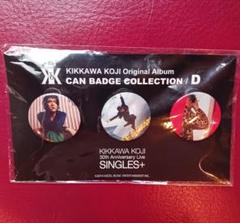 KIKKAWA KOJI Original Album
CAN BADGE COLLECTION / D
KIKKAWA KOJI
30th Anniversary Live
SINGLES+